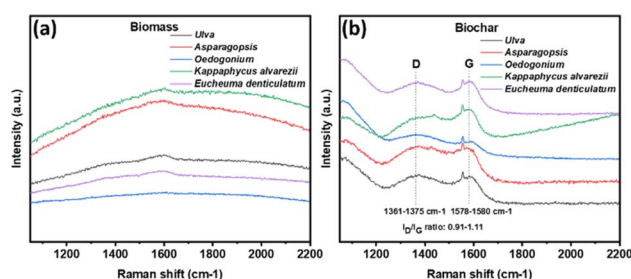 (a)
Biomass
Ulva
Asparagopsis
Oedogonium
Kappaphycus alvarezii
Eucheuma denticulatum
Intensity (a.u.)
1200 1400 1600 1800 2000 2200
Raman shift (cm-1)
(b)
Biochar
Ulva
Asparagopsis
Oedogonium
Kappaphycus alvarezii
Eucheuma denticulatum
D G
1361-1375 cm-1 1578-1580 cm-1
ID/IG ratio: 0.91-1.11
Intensity (a.u.)
1200 1400 1600 1800 2000 2200
Raman shift (cm-1)